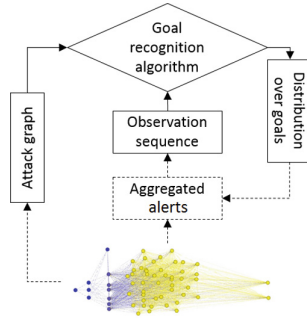 Goal
recognition
algorithm
Attack graph
Observation
sequence
Distribution
over goals
Aggregated
alerts